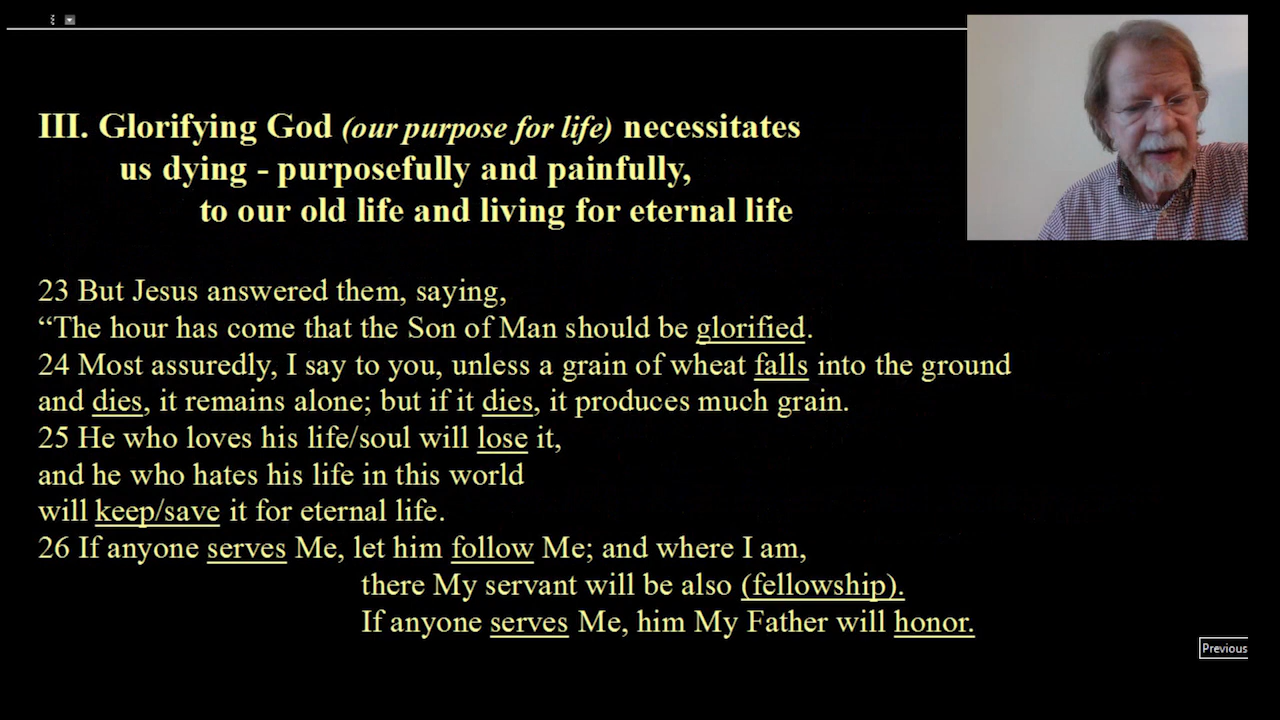 III. Glorifying God (our purpose for life) necessitates
us dying - purposefully and painfully,
to our old life and living for eternal life
23 But Jesus answered them, saying,
“The hour has come that the Son of Man should be glorified.
24 Most assuredly, I say to you, unless a grain of wheat falls into the ground
and dies, it remains alone; but if it dies, it produces much grain.
25 He who loves his life/soul will lose it,
and he who hates his life in this world
will keep/save it for eternal life.
26 If anyone serves Me, let him follow Me; and where I am,
there My servant will be also (fellowship).
If anyone serves Me, him My Father will honor.
Previous